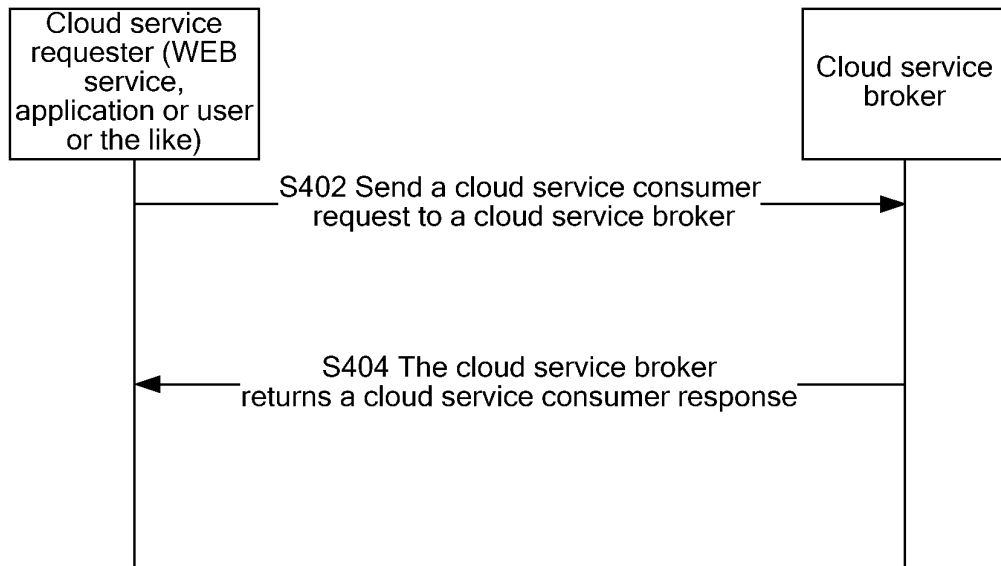 Cloud service
requester (WEB
service,
application or user
or the like)
Cloud service
broker
S402 Send a cloud service consumer
request to a cloud service broker
S404 The cloud service broker
returns a cloud service consumer response